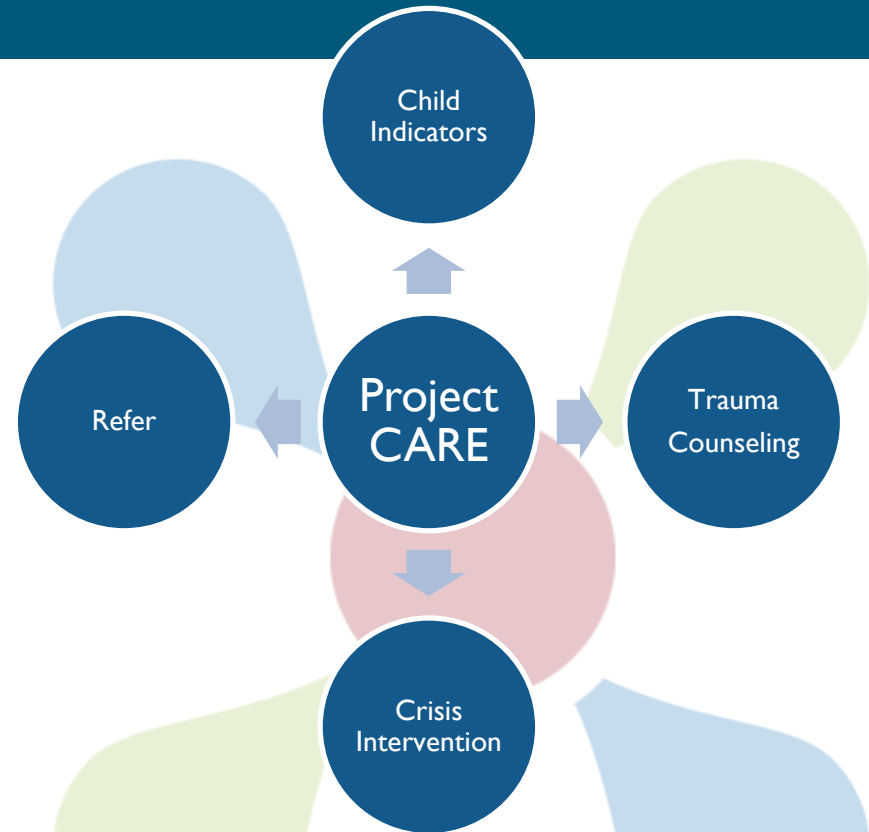 Child
Indicators
Refer
Project
CARE
Trauma
Counseling
Crisis
Intervention